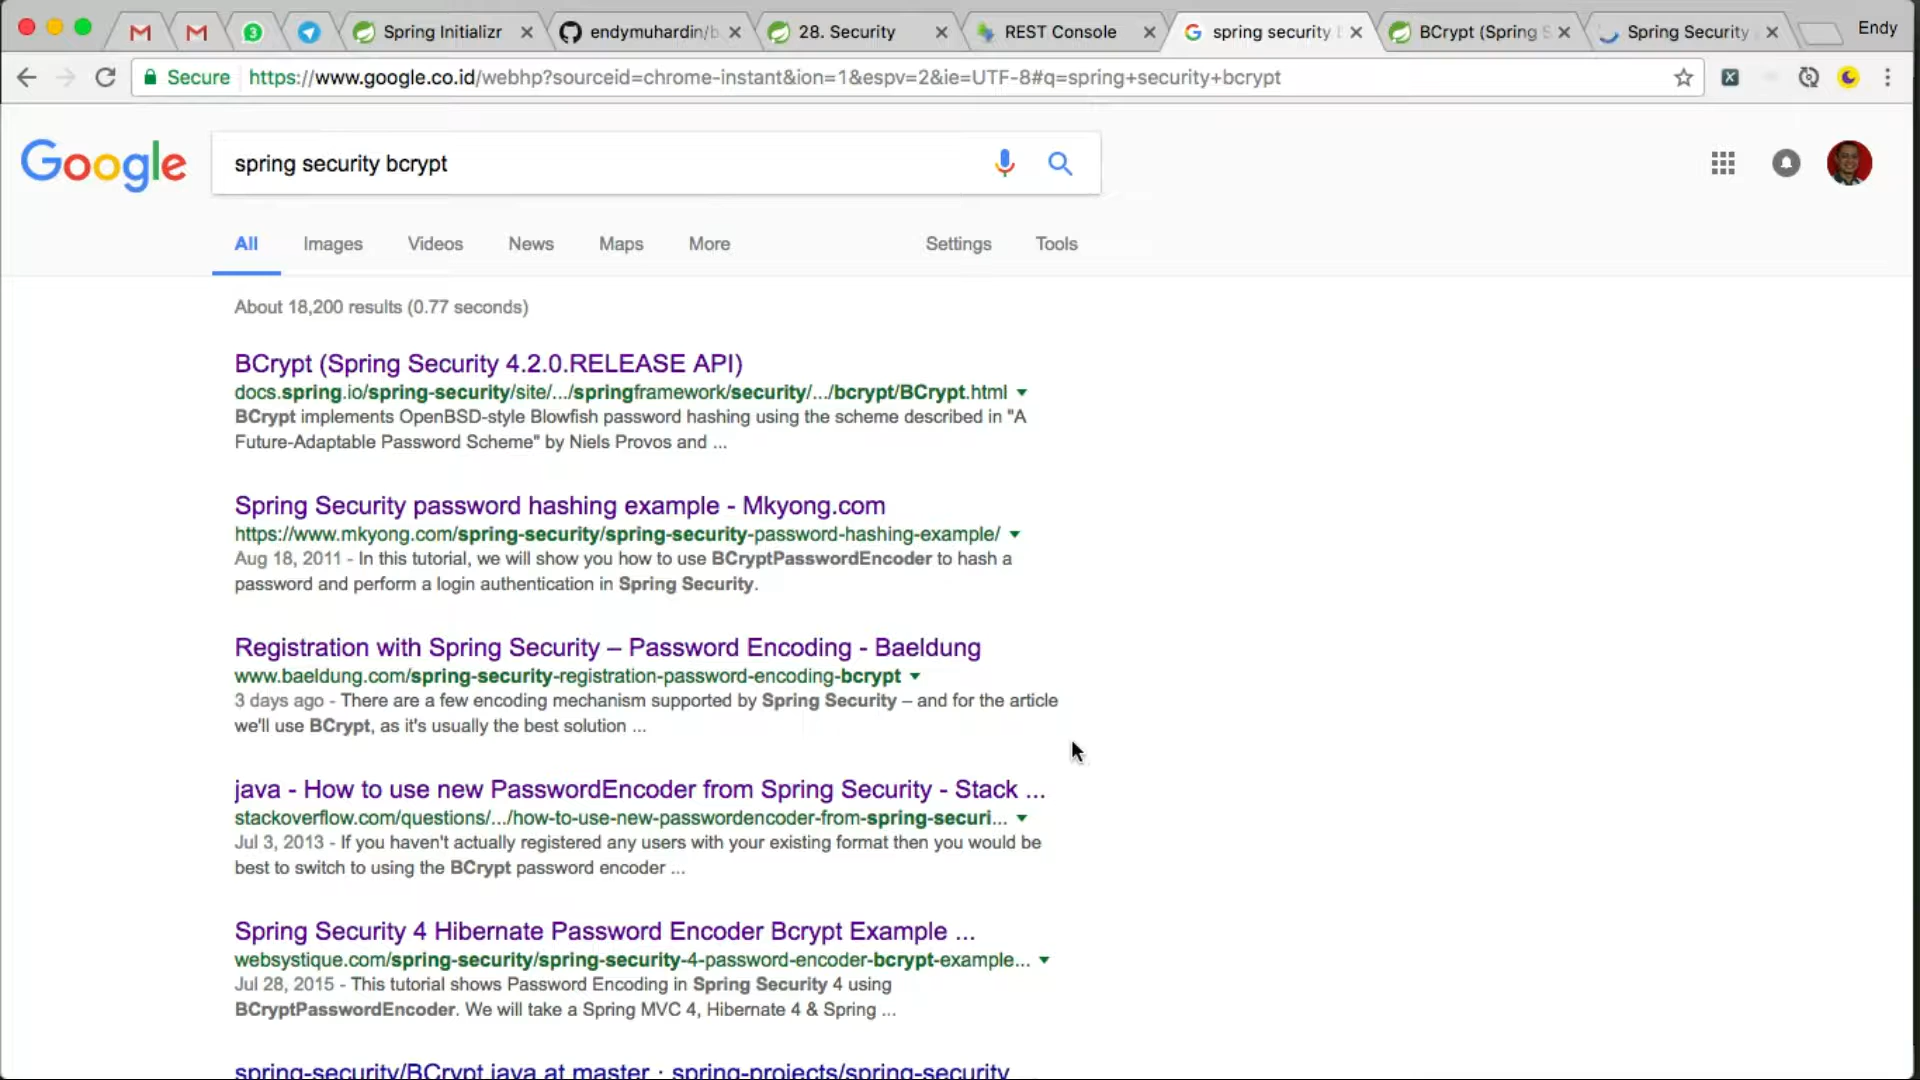 3
Spring Initializr
endymuhardin/b
28. Security
REST Console
spring security b
BCrypt (Spring S
Spring Security
Endy
Secure
https://www.google.co.id/webhp?sourceid=chrome-instant&ion=1&espv=2&ie=UTF-8#q=spring+security+bcrypt
Google
spring security bcrypt
All
Images
Videos
News
Maps
More
Settings
Tools
About 18,200 results (0.77 seconds)
BCrypt (Spring Security 4.2.0.RELEASE API)
docs.spring.io/spring-security/site/.../springframework/security/.../bcrypt/BCrypt.html
BCrypt implements OpenBSD-style Blowfish password hashing using the scheme described in "A
Future-Adaptable Password Scheme" by Niels Provos and ...
Spring Security password hashing example - Mkyong.com
https://www.mkyong.com/spring-security/spring-security-password-hashing-example/
Aug 18, 2011 - In this tutorial, we will show you how to use BCryptPasswordEncoder to hash a
password and perform a login authentication in Spring Security.
Registration with Spring Security – Password Encoding - Baeldung
www.baeldung.com/spring-security-registration-password-encoding-bcrypt
3 days ago - There are a few encoding mechanism supported by Spring Security – and for the article
we'll use BCrypt, as it's usually the best solution ...
java - How to use new PasswordEncoder from Spring Security - Stack ...
stackoverflow.com/questions/.../how-to-use-new-passwordencoder-from-spring-securi...
Jul 3, 2013 - If you haven't actually registered any users with your existing format then you would be
best to switch to using the BCrypt password encoder ...
Spring Security 4 Hibernate Password Encoder Bcrypt Example ...
websystique.com/spring-security/spring-security-4-password-encoder-bcrypt-example...
Jul 28, 2015 - This tutorial shows Password Encoding in Spring Security 4 using
BCryptPasswordEncoder. We will take a Spring MVC 4, Hibernate 4 & Spring ...
spring-security/BCrypt.java at master · spring-projects/spring-security